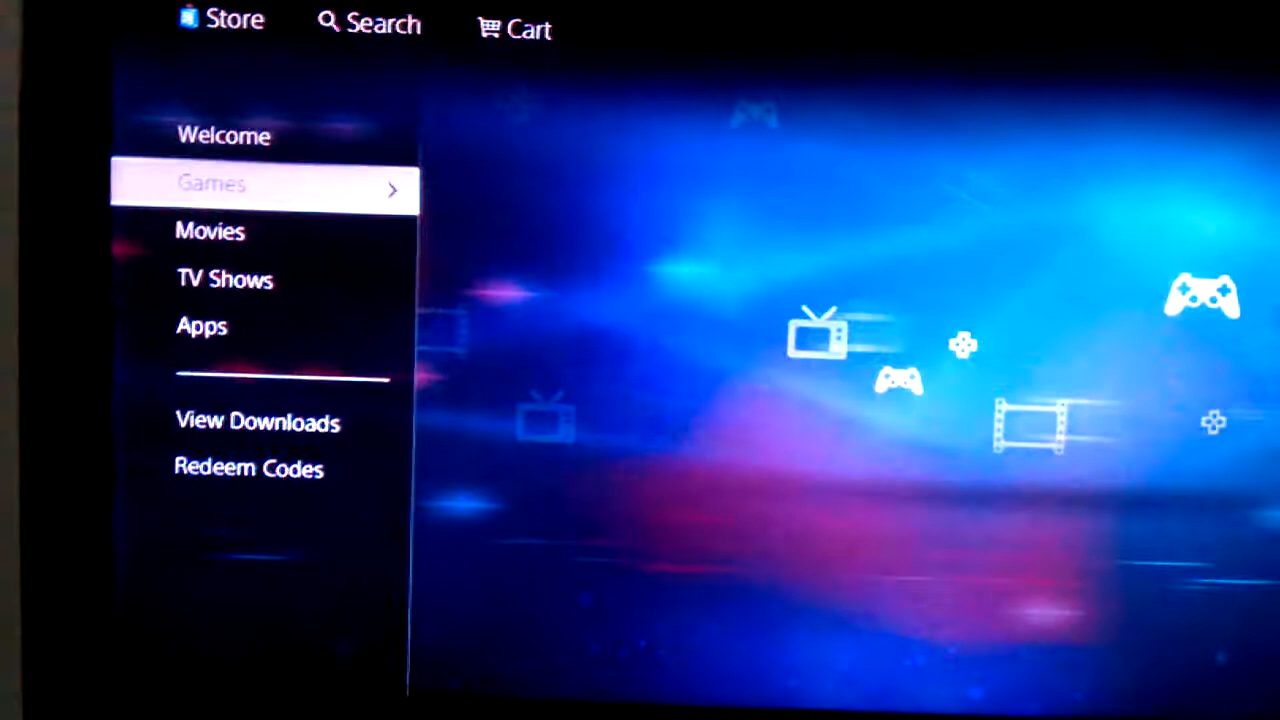 Store Search Cart
Welcome
Games
Movies
TV Shows
Apps
View Downloads
Redeem Codes